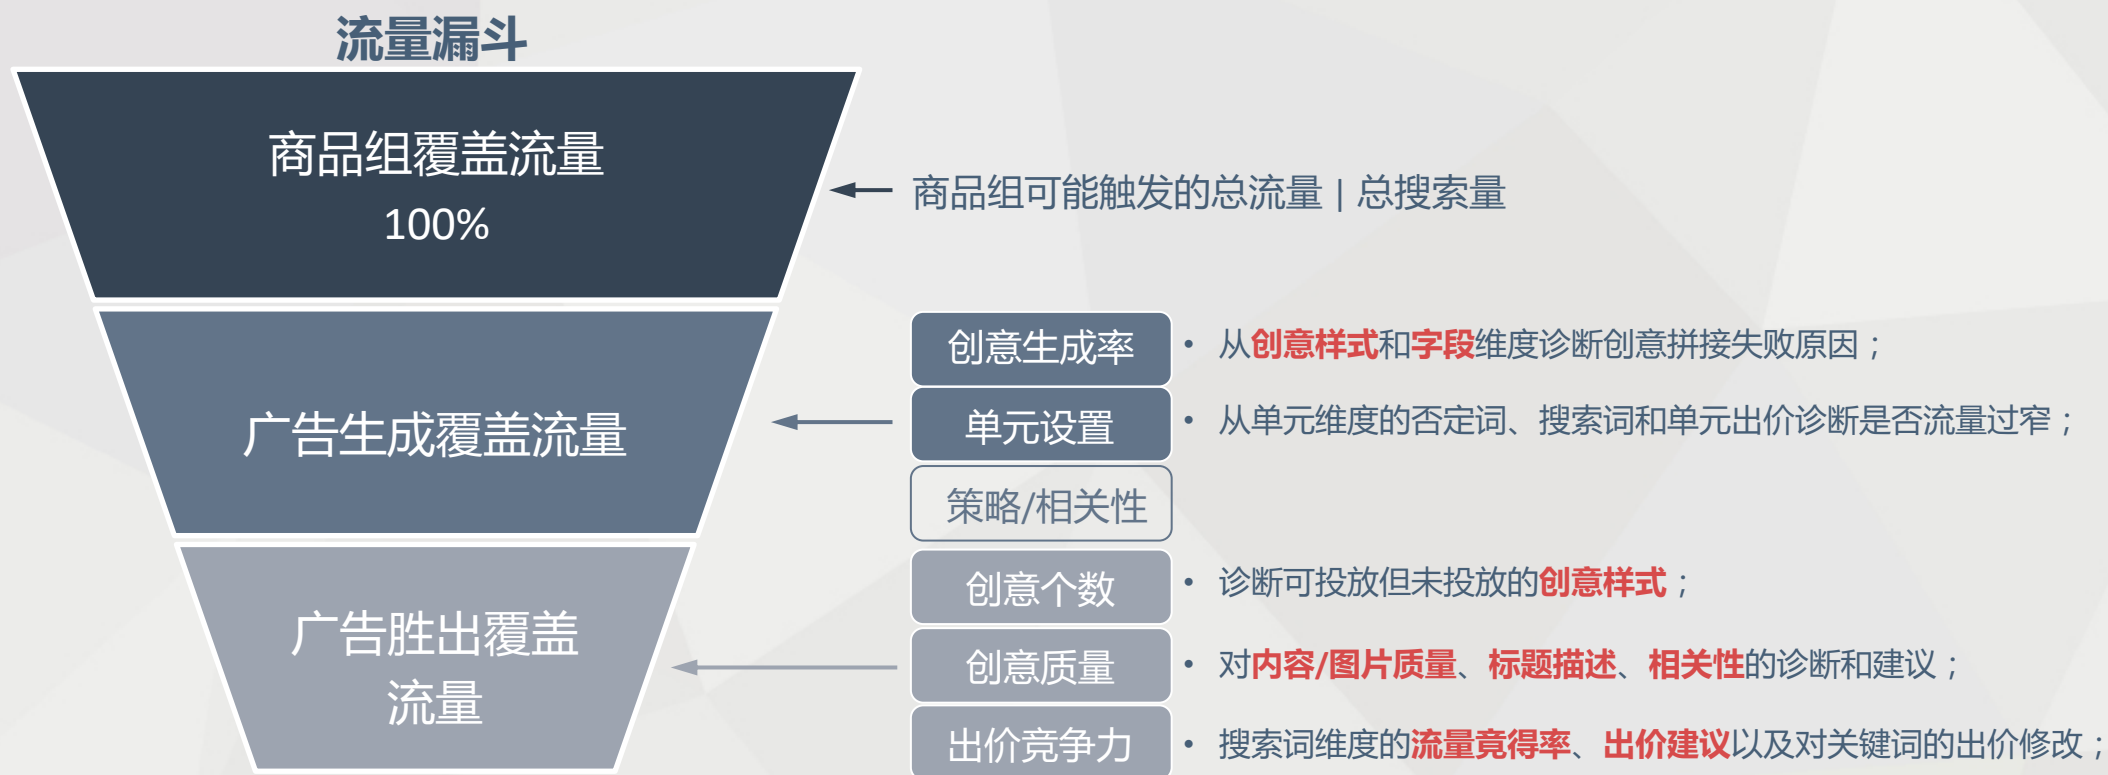 流量漏斗
商品组覆盖流量
100%
商品组可能触发的总流量 | 总搜索量
广告生成覆盖流量
创意生成率
• 从创意样式和字段维度诊断创意拼接失败原因；
单元设置
• 从单元维度的否定词、搜索词和单元出价诊断是否流量过窄；
策略/相关性
广告胜出覆盖
流量
创意个数
• 诊断可投放但未投放的创意样式；
创意质量
• 对内容/图片质量、标题描述、相关性的诊断和建议；
出价竞争力
• 搜索词维度的流量竞得率、出价建议以及对关键词的出价修改；